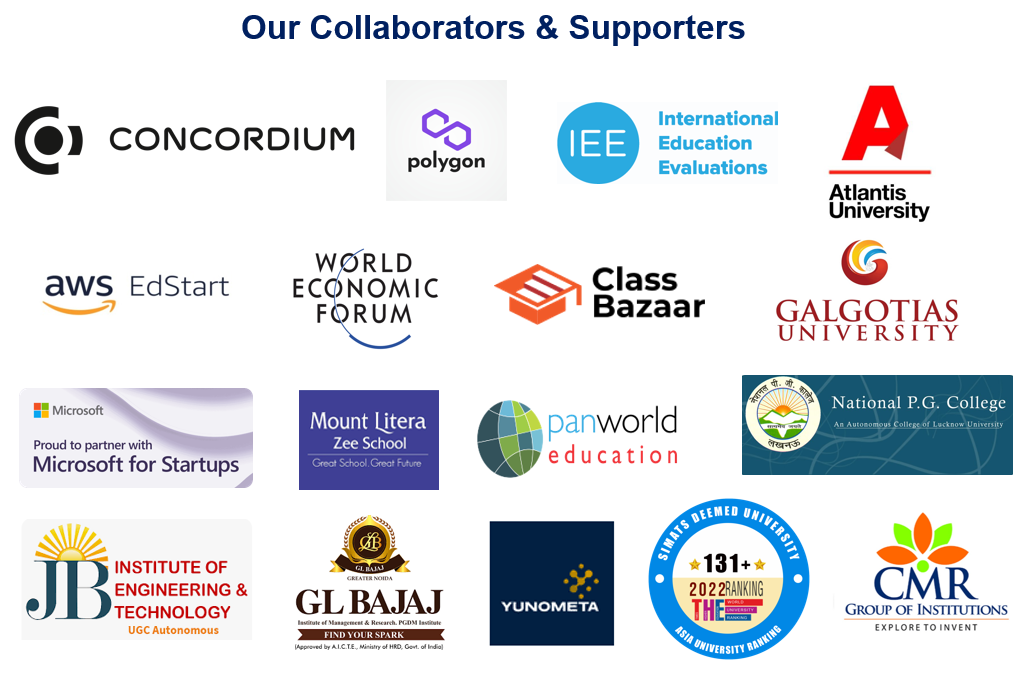 Our Collaborators & Supporters
CONCORDIUM
polygon
IEE
International
Education
Evaluations
A
Atlantis
University
aws EdStart
WORLD
ECONOMIC
FORUM
Class
Bazaar
GALGOTIAS
UNIVERSITY
Microsoft
Proud to partner with
Microsoft for Startups
Mount Litera
Zee School
Great School.Great Future
panworld
education
नेशनल पी. जी. कालेज
लखनऊ
National P.G. College
An Autonomous College of Lucknow University
JB
INSTITUTE OF
ENGINEERING &
TECHNOLOGY
UGC Autonomous
GLB
GL BAJAJ
GREATER NOIDA
GL BAJAJ
Institute of Management & Research, PGDM Institute
FIND YOUR SPARK
(Approved by A.I.C.T.E., Ministry of HRD, Govt. of India)
YUNOMETA
SIMATS DEEMED UNIVERSITY
131+
2022 RANKING
THE
WORLD
UNIVERSITY
RANKING
ASIA UNIVERSITY RANKING
CMR
GROUP OF INSTITUTIONS
EXPLORE TO INVENT